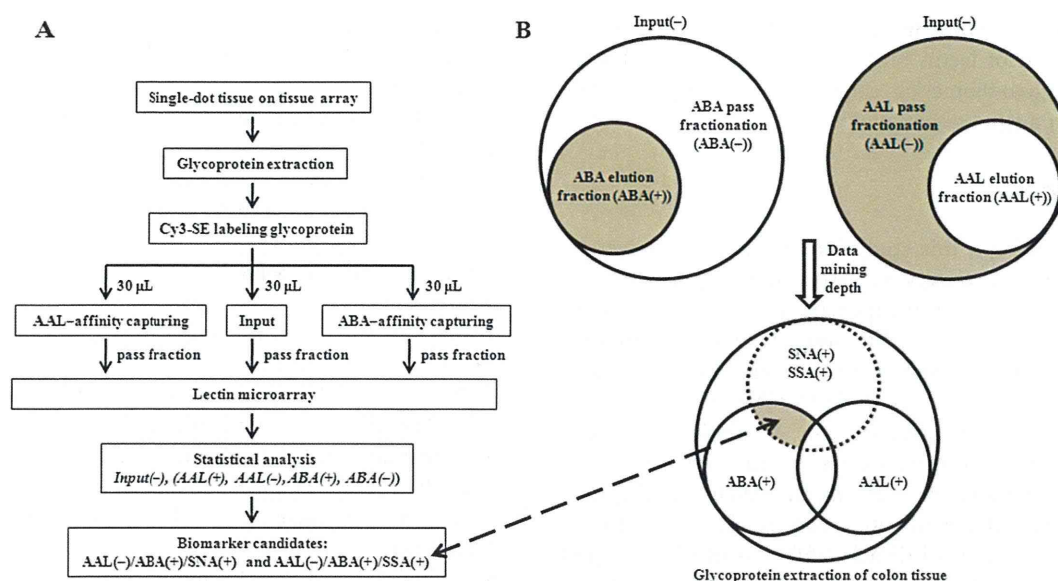 A
Single-dot tissue on tissue array
Glycoprotein extraction
Cy3-SE labeling glycoprotein
30 μL
30 μL
30 μL
AAL–affinity capturing
Input
ABA–affinity capturing
pass fraction
pass fraction
pass fraction
Lectin microarray
Statistical analysis
Input(-), (AAL(+), AAL(-), ABA(+), ABA(-))
Biomarker candidates:
AAL(-)/ABA(+)/SNA(+) and AAL(-)/ABA(+)/SSA(+)
B
Input(-)
ABA pass
fractionation
(ABA(-))
ABA elution
fraction (ABA(+))
Input(-)
AAL pass
fractionation
(AAL(-))
AAL elution
fraction (AAL(+))
Data
mining
depth
SNA(+)
SSA(+)
ABA(+)
AAL(+)
Glycoprotein extraction of colon tissue